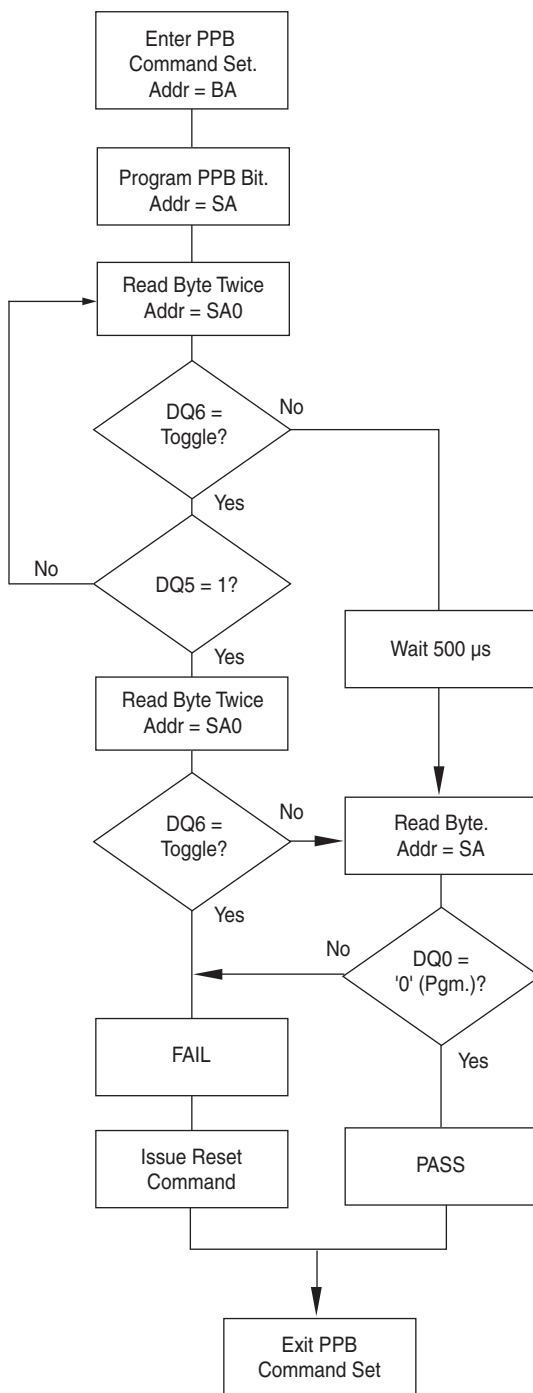 Enter PPB
Command Set.
Addr = BA
Program PPB Bit.
Addr = SA
Read Byte Twice
Addr = SA0
DQ6 =
Toggle?
No
Yes
DQ5 = 1?
No
Yes
Wait 500 µs
Read Byte Twice
Addr = SA0
DQ6 =
Toggle?
No
Yes
Read Byte.
Addr = SA
DQ0 =
'0' (Pgm.)?
No
Yes
FAIL
Issue Reset
Command
PASS
Exit PPB
Command Set